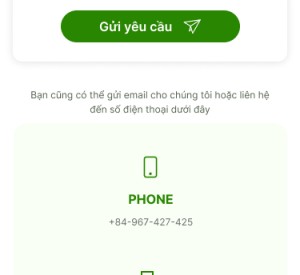 Gửi yêu cầu
Bạn cũng có thể gửi email cho chúng tôi hoặc liên hệ
đến số điện thoại dưới đây
PHONE
+84-967-427-425